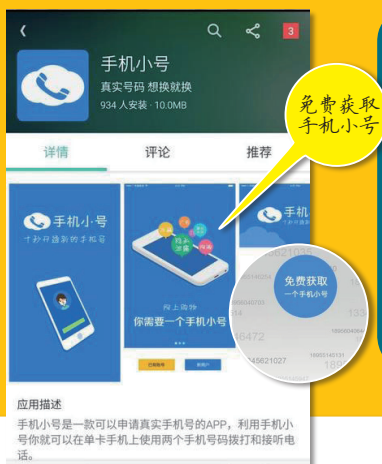 3
手机小号
真实号码 想换就换
934 人安装 · 10.0MB
免费获取
手机小号
详情
评论
推荐
手机小号
十秒可换新的手机号
手机
网上购物
你需要一个手机小号
免费获取
一个手机小号
36472
245621027
18952140131
应用描述
手机小号是一款可以申请真实手机号的APP，利用手机小
号你就可以在单卡手机上使用两个手机号码拨打和接听电
话。